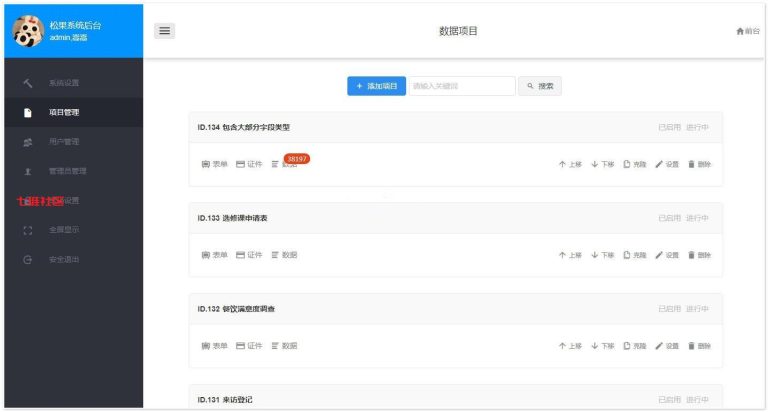 松果系统后台
admin,嘉嘉
数据项目
前台
系统设置
项目管理
用户管理
管理员管理
设置
全屏显示
安全退出
+ 添加项目 请输入关键词 搜索
ID.134 包含大部分字段类型 已启用 进行中
表单 证件 数据 38197 上移 下移 克隆 设置 删除
ID.133 选修课申请表 已启用 进行中
表单 证件 数据 上移 下移 克隆 设置 删除
ID.132 餐饮满意度调查 已启用 进行中
表单 证件 数据 上移 下移 克隆 设置 删除
ID.131 来访登记 已启用 进行中